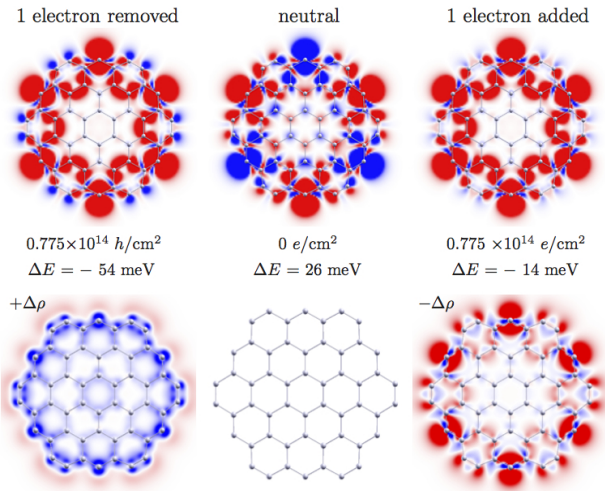 1 electron removed neutral 1 electron added
0.775×10¹⁴ h/cm² 0 e/cm² 0.775 ×10¹⁴ e/cm²
ΔE = − 54 meV ΔE = 26 meV ΔE = − 14 meV
+Δρ −Δρ